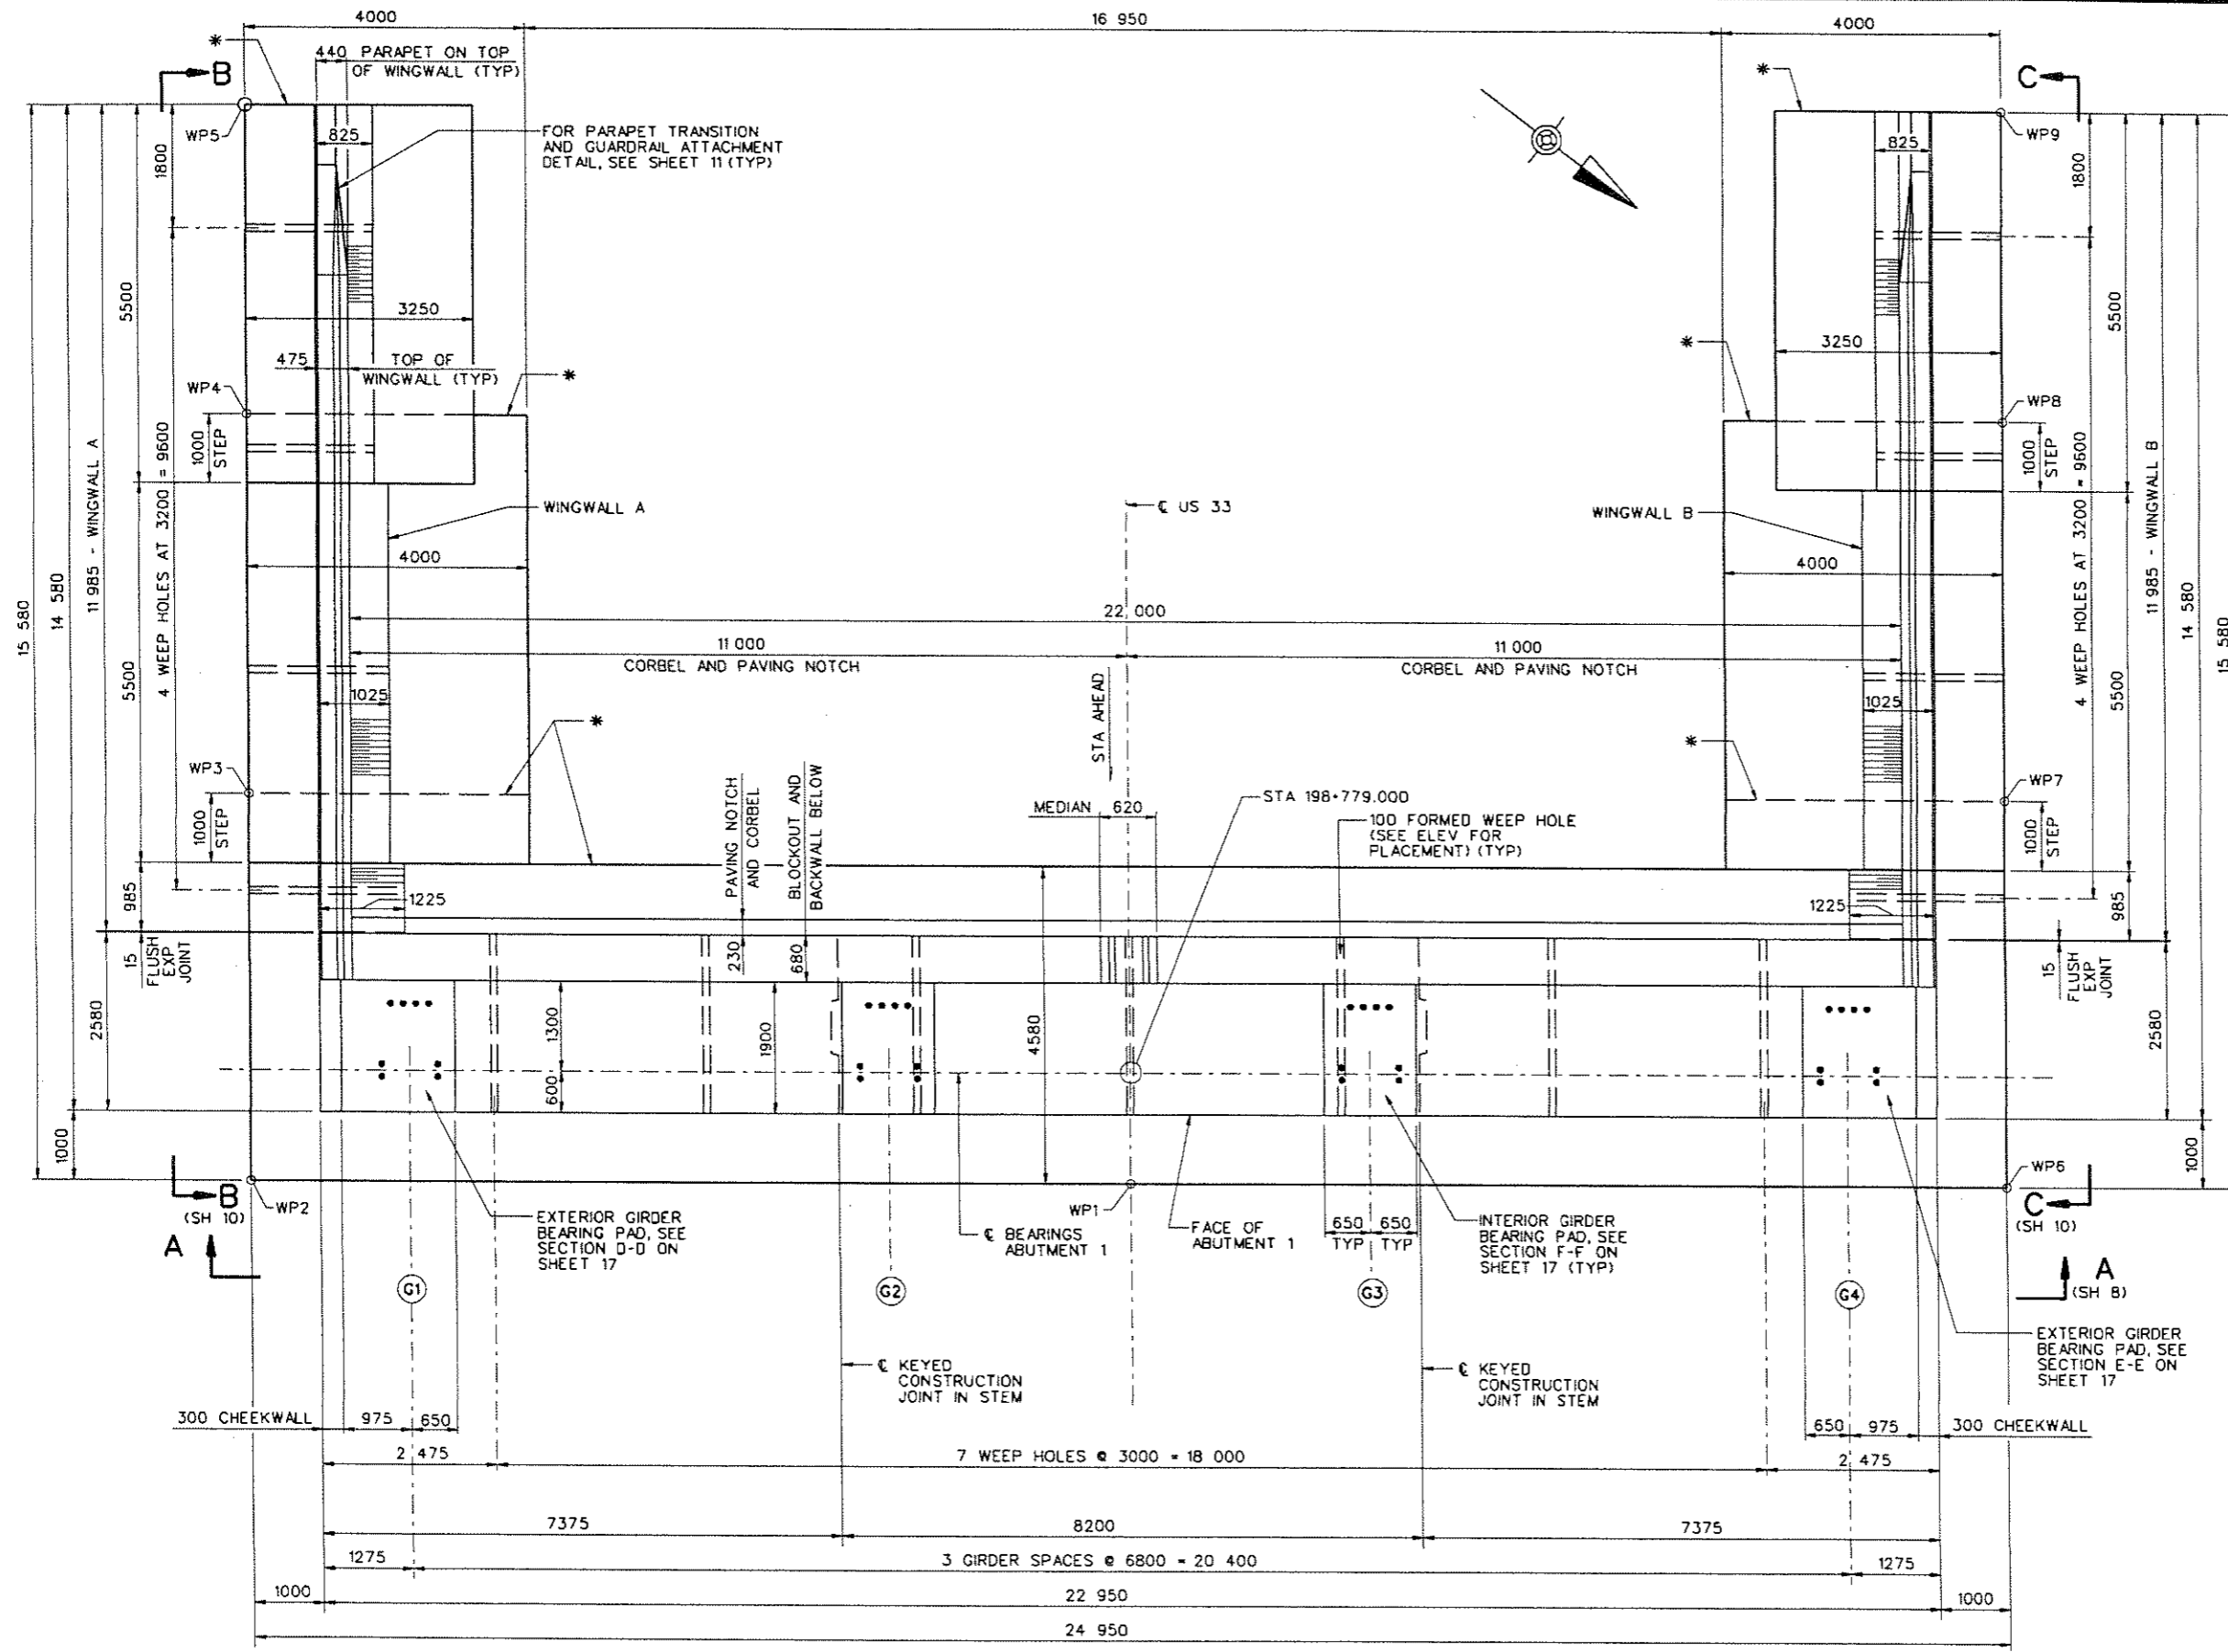 4000
16 950
4000
*
440 PARAPET ON TOP
OF WINGWALL (TYP)
B
*
C
WP5
WP9
825
FOR PARAPET TRANSITION
AND GUARDRAIL ATTACHMENT
DETAIL, SEE SHEET 11 (TYP)
825
1800
1800
5500
5500
3250
3250
475
TOP OF
WINGWALL (TYP)
*
*
WP4
WP8
1000
STEP
1000
STEP
15 580
14 580
11 985 - WINGWALL A
4 WEEP HOLES AT 3200 = 9600
WINGWALL A
℄ US 33
WINGWALL B
4 WEEP HOLES AT 3200 = 9600
11 985 - WINGWALL B
14 580
15 580
4000
4000
22 000
11 000
CORBEL AND PAVING NOTCH
11 000
CORBEL AND PAVING NOTCH
5500
5500
1025
1025
STA AHEAD
*
*
WP3
WP7
1000
STEP
1000
STEP
PAVING NOTCH
AND CORBEL
BLOCKOUT AND
BACKWALL BELOW
MEDIAN
620
STA 198+779.000
100 FORMED WEEP HOLE
(SEE ELEV FOR
PLACEMENT) (TYP)
985
985
1225
1225
15
FLUSH
EXP
JOINT
15
FLUSH
EXP
JOINT
230
680
2580
2580
1300
600
1900
4580
1000
1000
B
(SH 10)
WP2
WP1
WP6
C
(SH 10)
A
A
(SH 8)
EXTERIOR GIRDER
BEARING PAD, SEE
SECTION D-D ON
SHEET 17
℄ BEARINGS
ABUTMENT 1
FACE OF
ABUTMENT 1
650
TYP
650
TYP
INTERIOR GIRDER
BEARING PAD, SEE
SECTION F-F ON
SHEET 17 (TYP)
G1
G2
G3
G4
EXTERIOR GIRDER
BEARING PAD, SEE
SECTION E-E ON
SHEET 17
℄ KEYED
CONSTRUCTION
JOINT IN STEM
℄ KEYED
CONSTRUCTION
JOINT IN STEM
300 CHEEKWALL
975
650
650
975
300 CHEEKWALL
2 475
7 WEEP HOLES @ 3000 = 18 000
2 475
7375
8200
7375
1275
3 GIRDER SPACES @ 6800 = 20 400
1275
1000
22 950
1000
24 950